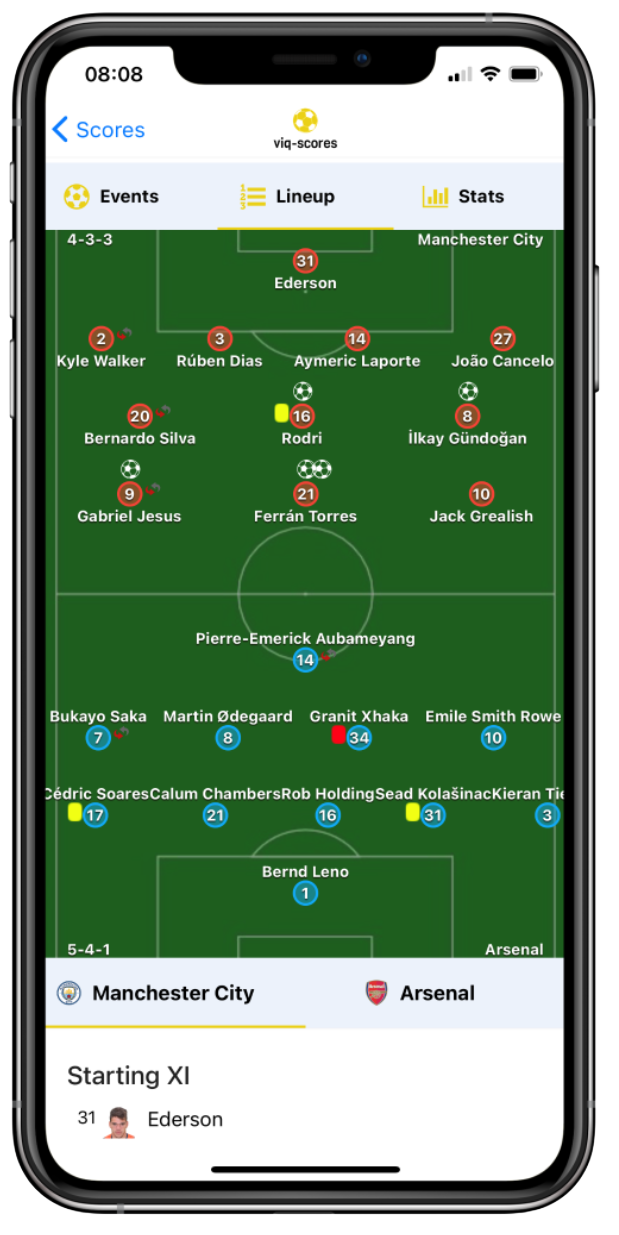 08:08
Scores
viq-scores
Events
Lineup
Stats
4-3-3
Manchester City
31
Ederson
2 3 14 27
Kyle Walker Rúben Dias Aymeric Laporte João Cancelo
20 16 8
Bernardo Silva Rodri İlkay Gündoğan
9 21 10
Gabriel Jesus Ferrán Torres Jack Grealish
Pierre-Emerick Aubameyang
14
Bukayo Saka Martin Ødegaard Granit Xhaka Emile Smith Rowe
7 8 34 10
Cédric Soares Calum Chambers Rob Holding Sead Kolašinac Kieran Tie
17 21 16 31 3
Bernd Leno
1
5-4-1
Arsenal
Manchester City
Arsenal
Starting XI
31 Ederson